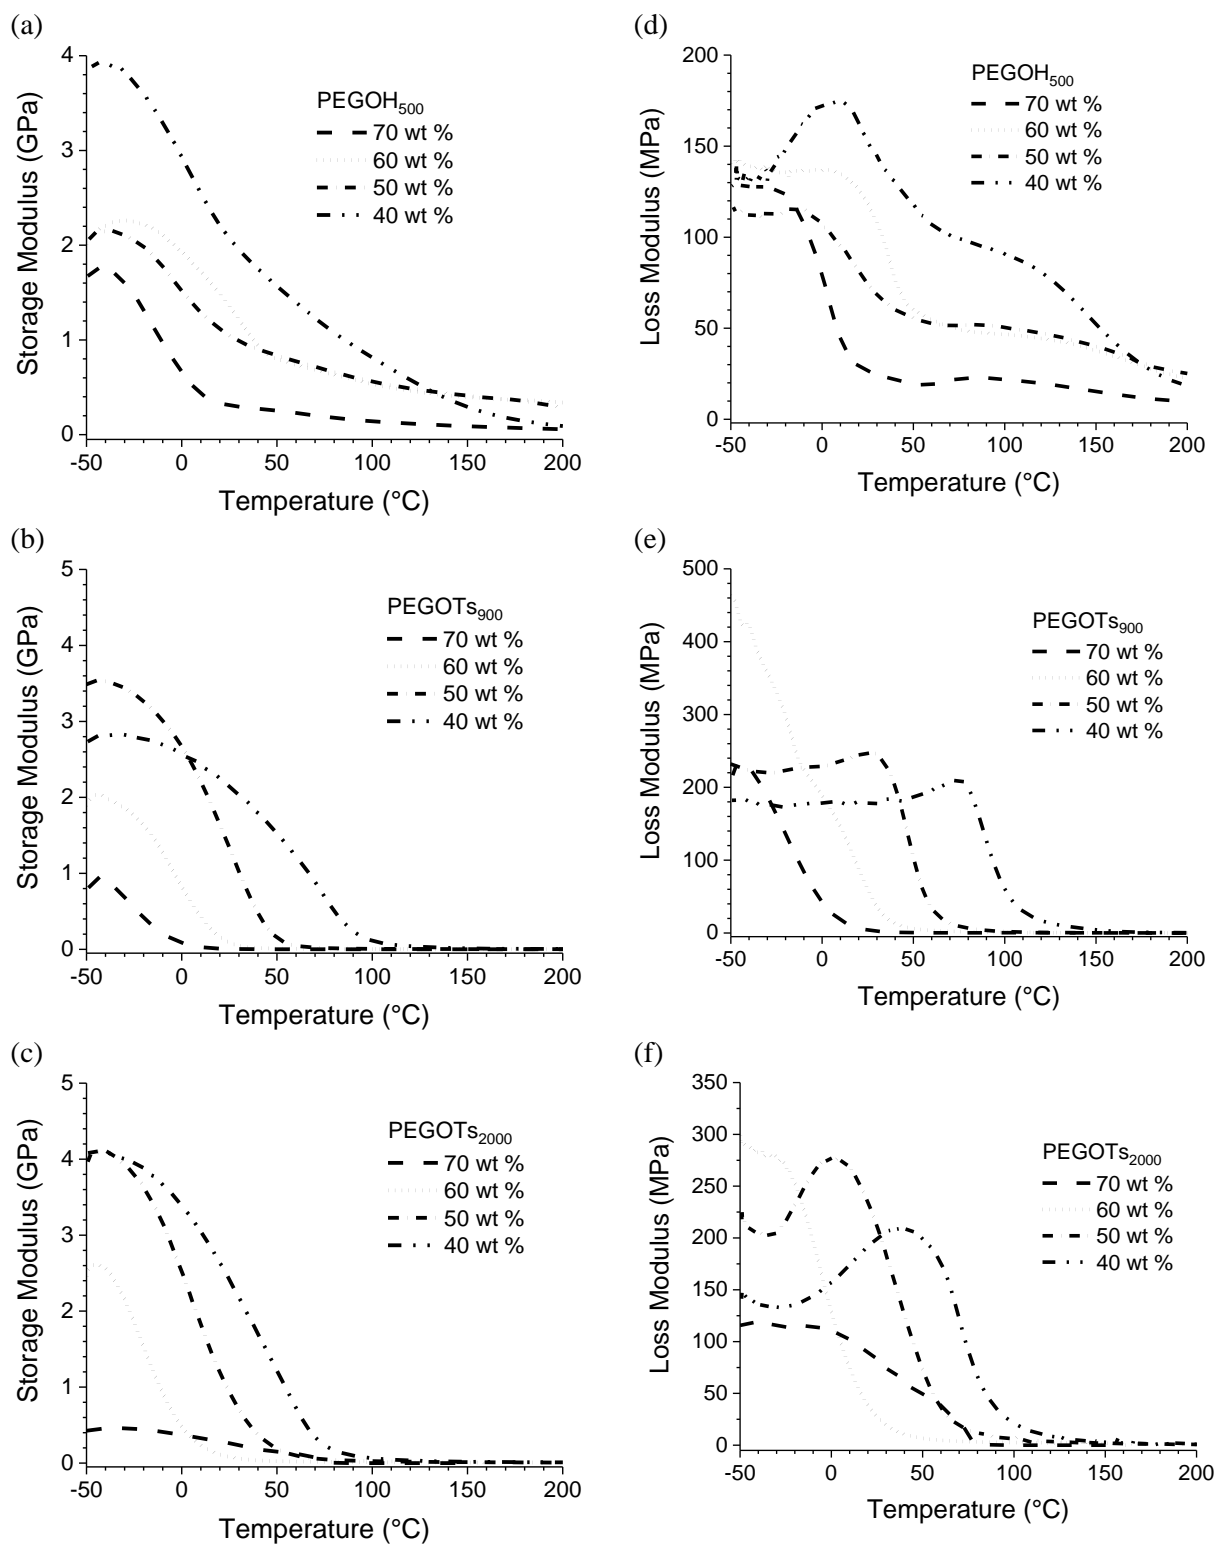 (a)
4
3
2
1
0
Storage Modulus (GPa)
PEGOH500
70 wt %
60 wt %
50 wt %
40 wt %
-50 0 50 100 150 200
Temperature (°C)
(d)
200
150
100
50
0
Loss Modulus (MPa)
PEGOH500
70 wt %
60 wt %
50 wt %
40 wt %
-50 0 50 100 150 200
Temperature (°C)
(b)
5
4
3
2
1
0
Storage Modulus (GPa)
PEGOTs900
70 wt %
60 wt %
50 wt %
40 wt %
-50 0 50 100 150 200
Temperature (°C)
(e)
500
400
300
200
100
0
Loss Modulus (MPa)
PEGOTs900
70 wt %
60 wt %
50 wt %
40 wt %
-50 0 50 100 150 200
Temperature (°C)
(c)
5
4
3
2
1
0
Storage Modulus (GPa)
PEGOTs2000
70 wt %
60 wt %
50 wt %
40 wt %
-50 0 50 100 150 200
Temperature (°C)
(f)
350
300
250
200
150
100
50
0
Loss Modulus (MPa)
PEGOTs2000
70 wt %
60 wt %
50 wt %
40 wt %
-50 0 50 100 150 200
Temperature (°C)